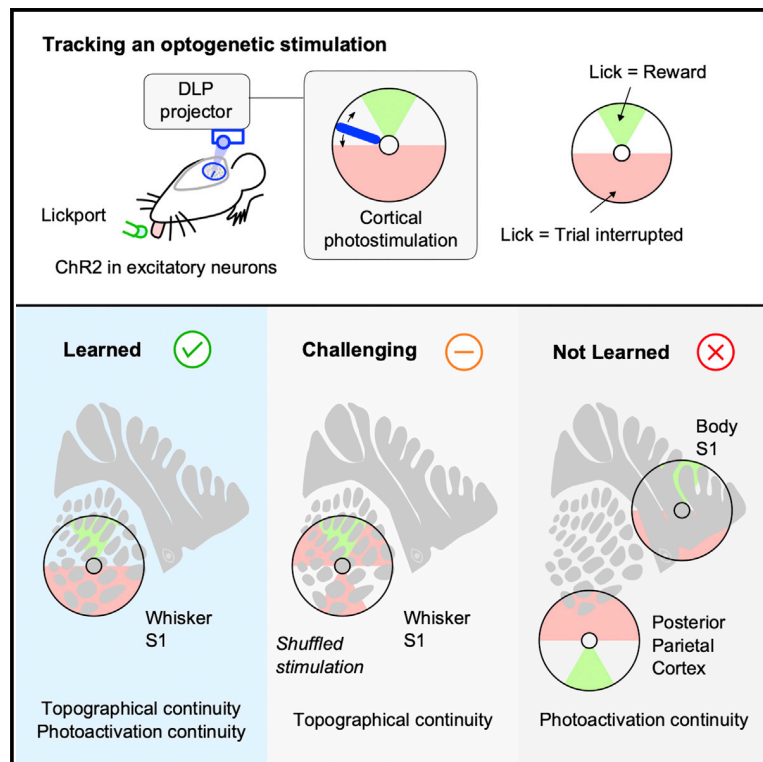 Tracking an optogenetic stimulation
DLP
projector
Lickport
ChR2 in excitatory neurons
Cortical
photostimulation
Lick = Reward
Lick = Trial interrupted
Learned
Whisker
S1
Topographical continuity
Photoactivation continuity
Challenging
Shuffled
stimulation
Whisker
S1
Topographical continuity
Not Learned
Body
S1
Posterior
Parietal
Cortex
Photoactivation continuity